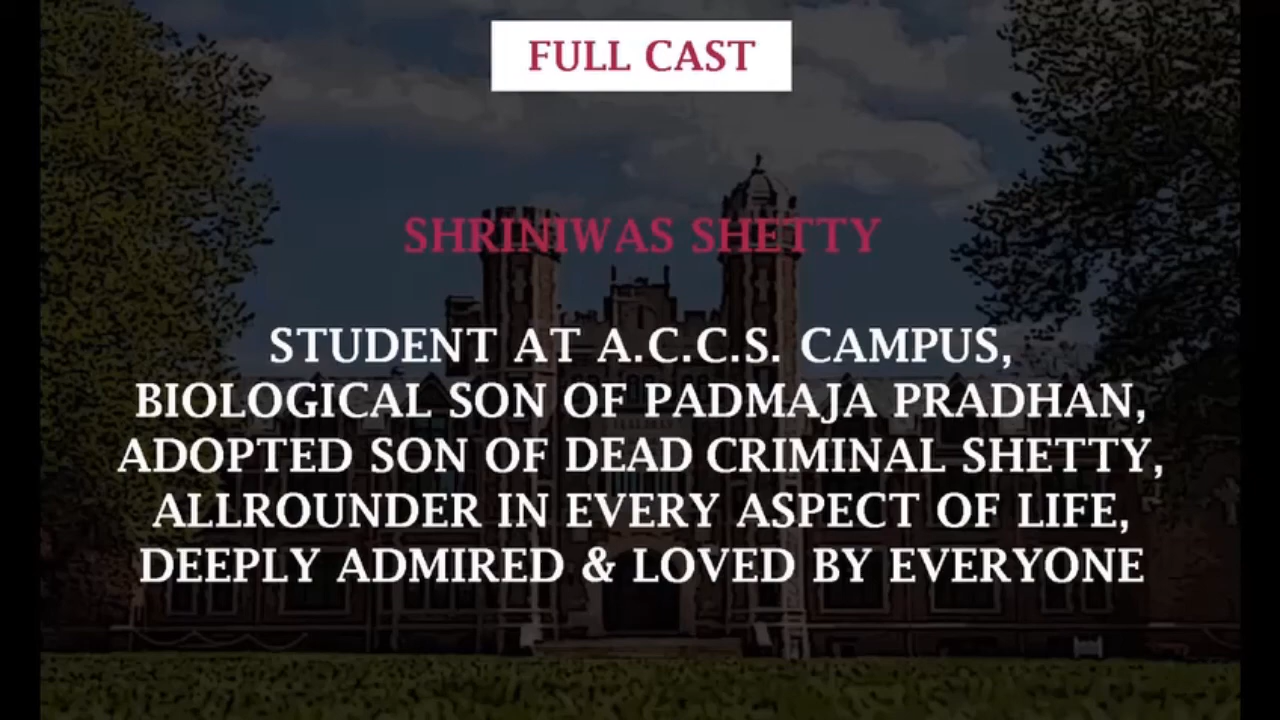 FULL CAST
SHRINIWAS SHETTY
STUDENT AT A.C.C.S. CAMPUS,
BIOLOGICAL SON OF PADMAJA PRADHAN,
ADOPTED SON OF DEAD CRIMINAL SHETTY,
ALLROUNDER IN EVERY ASPECT OF LIFE,
DEEPLY ADMIRED & LOVED BY EVERYONE